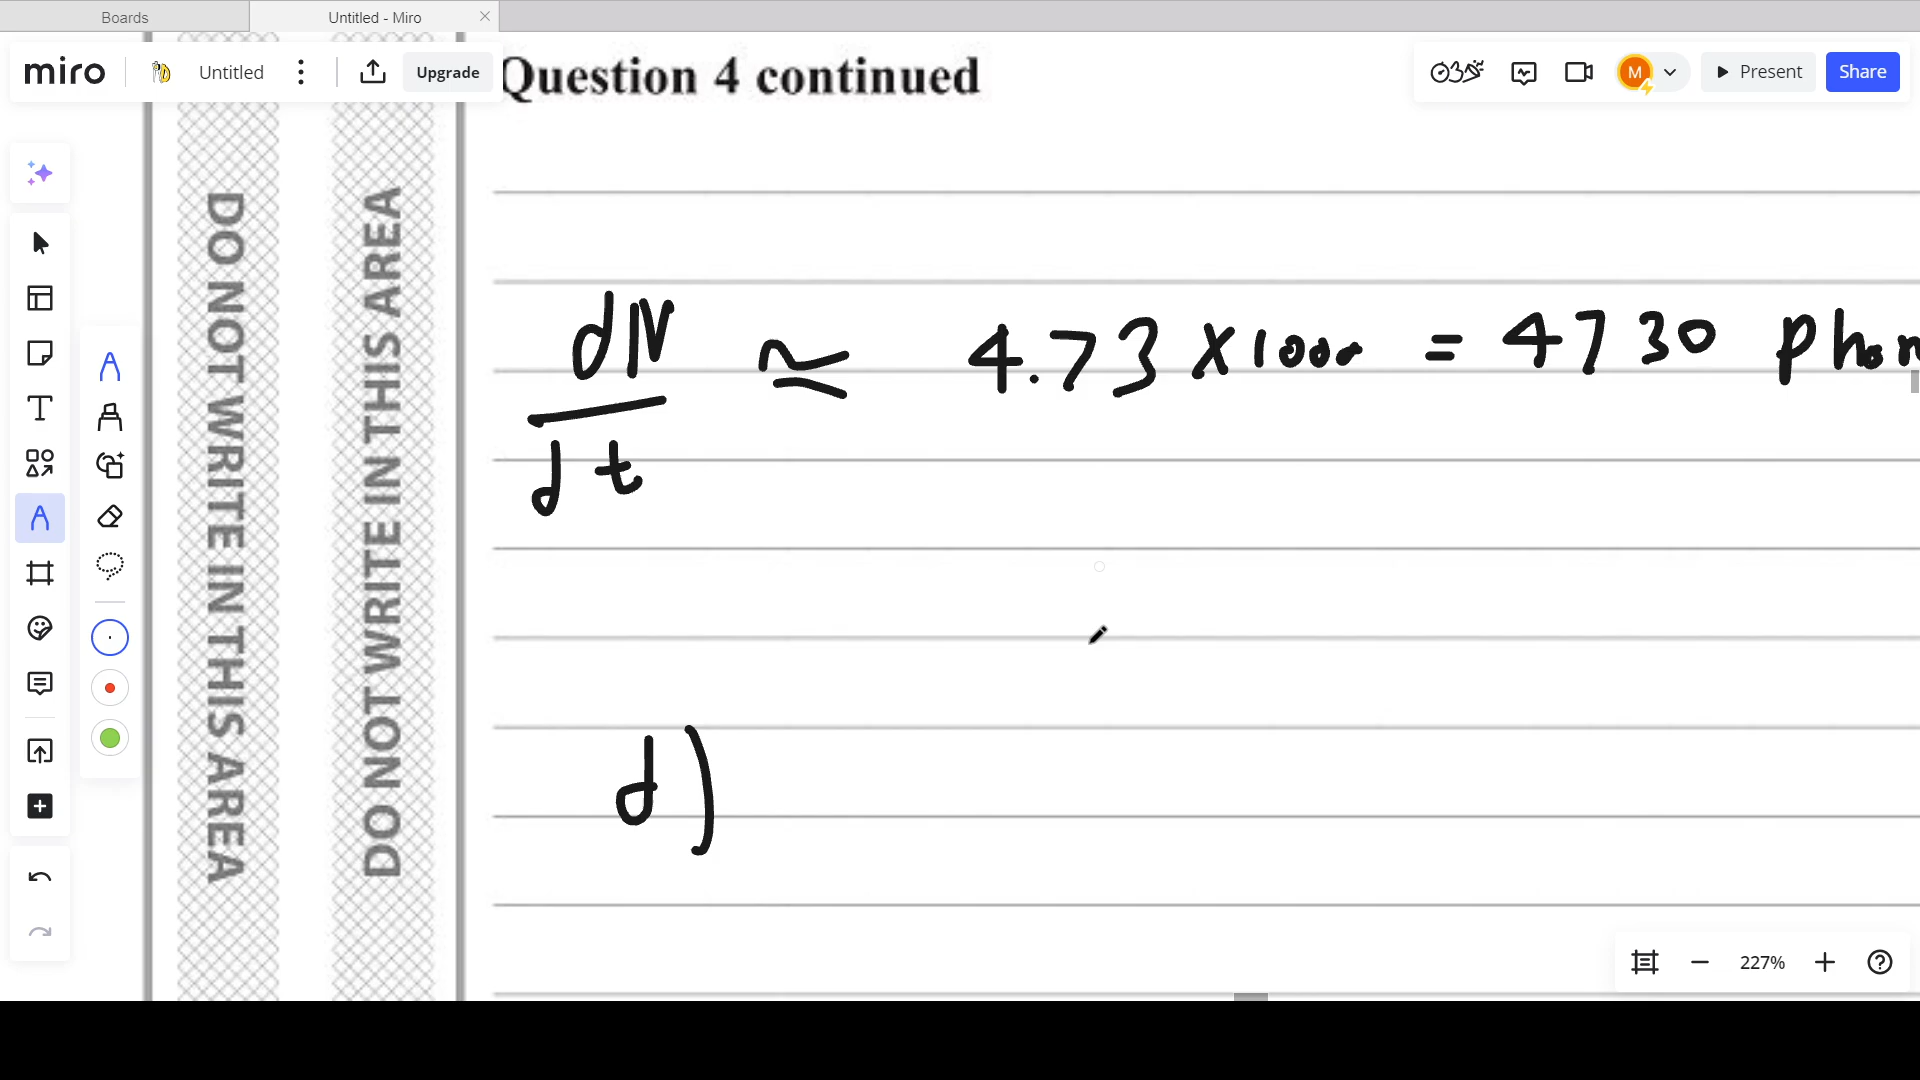 Boards
Untitled - Miro
miro
Untitled
Upgrade
Question 4 continued
M
Present
Share
DO NOT WRITE IN THIS AREA
DO NOT WRITE IN THIS AREA
dN
dt
≃ 4.73 × 1000 = 4730 Phon
d)
227%